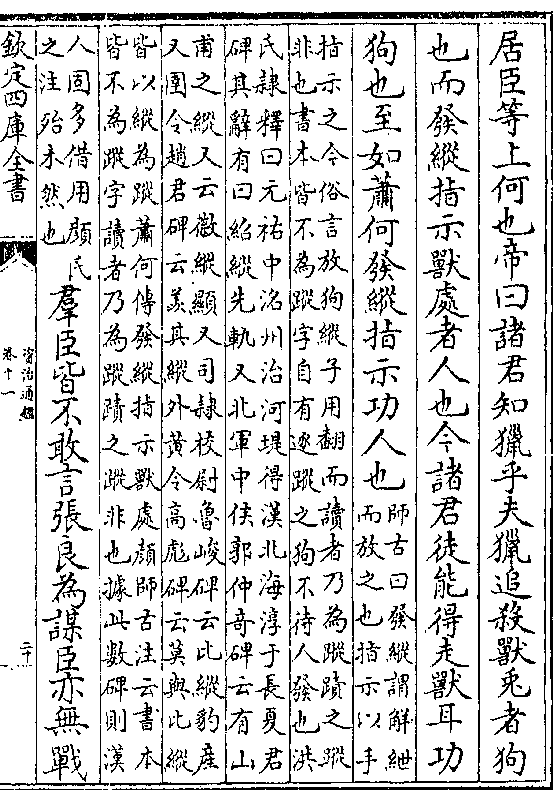 居臣等上何也帝曰諸君知獵乎夫獵追殺獸兎者狗
也而發縱指示獸處者人也今諸君徒能得走獸耳功
狗也至如蕭何發縱指示功人也
師古曰發縱謂解紲
而放之也指示以手
指示之今俗言放狗縱子用翻而讀者乃為蹤蹟之蹤
非也書本皆不為蹤字自有逐蹤之狗不待人發也洪
氏隷釋曰元祐中洺州治河堤得漢北海淳于長夏君
碑其辭有曰紹縱先軌又北軍中侯郭仲竒碑云有山
甫之縱又云徽縱顯又司隷校尉魯峻碑云比縱豹產
又圉令趙君碑云羙其縱外黄令高彪碑云莫與比縱
皆以縱為蹤蕭何傳發縱指示獸處顔師古注云書本
皆不為蹤字讀者乃為蹤蹟之蹤非也據此數碑則漢
人固多借用顔氏
之注殆未然也
羣臣皆不敢言張良為謀臣亦無戰
欽定四庫全書
資治通鑑
卷十一
二十